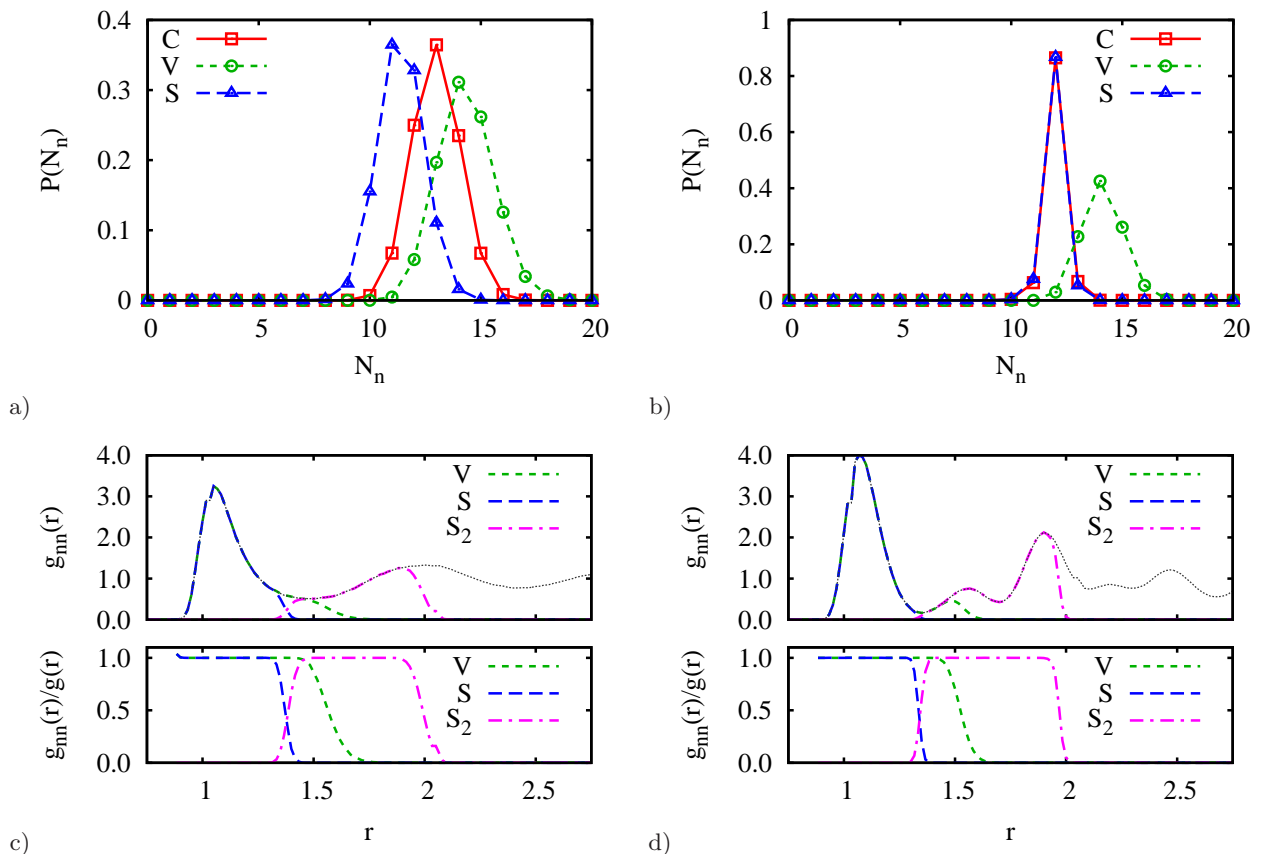 0.4
0.3
0.2
0.1
0
P(Nn)
C
V
S
0 5 10 15 20
Nn
a)
1
0.8
0.6
0.4
0.2
0
P(Nn)
C
V
S
0 5 10 15 20
Nn
b)
4.0
3.0
2.0
1.0
0.0
gnn(r)
V
S
S2
1.0
0.5
0.0
gnn(r)/g(r)
V
S
S2
1 1.5 2 2.5
r
c)
4.0
3.0
2.0
1.0
0.0
gnn(r)
V
S
S2
1.0
0.5
0.0
gnn(r)/g(r)
V
S
S2
1 1.5 2 2.5
r
d)